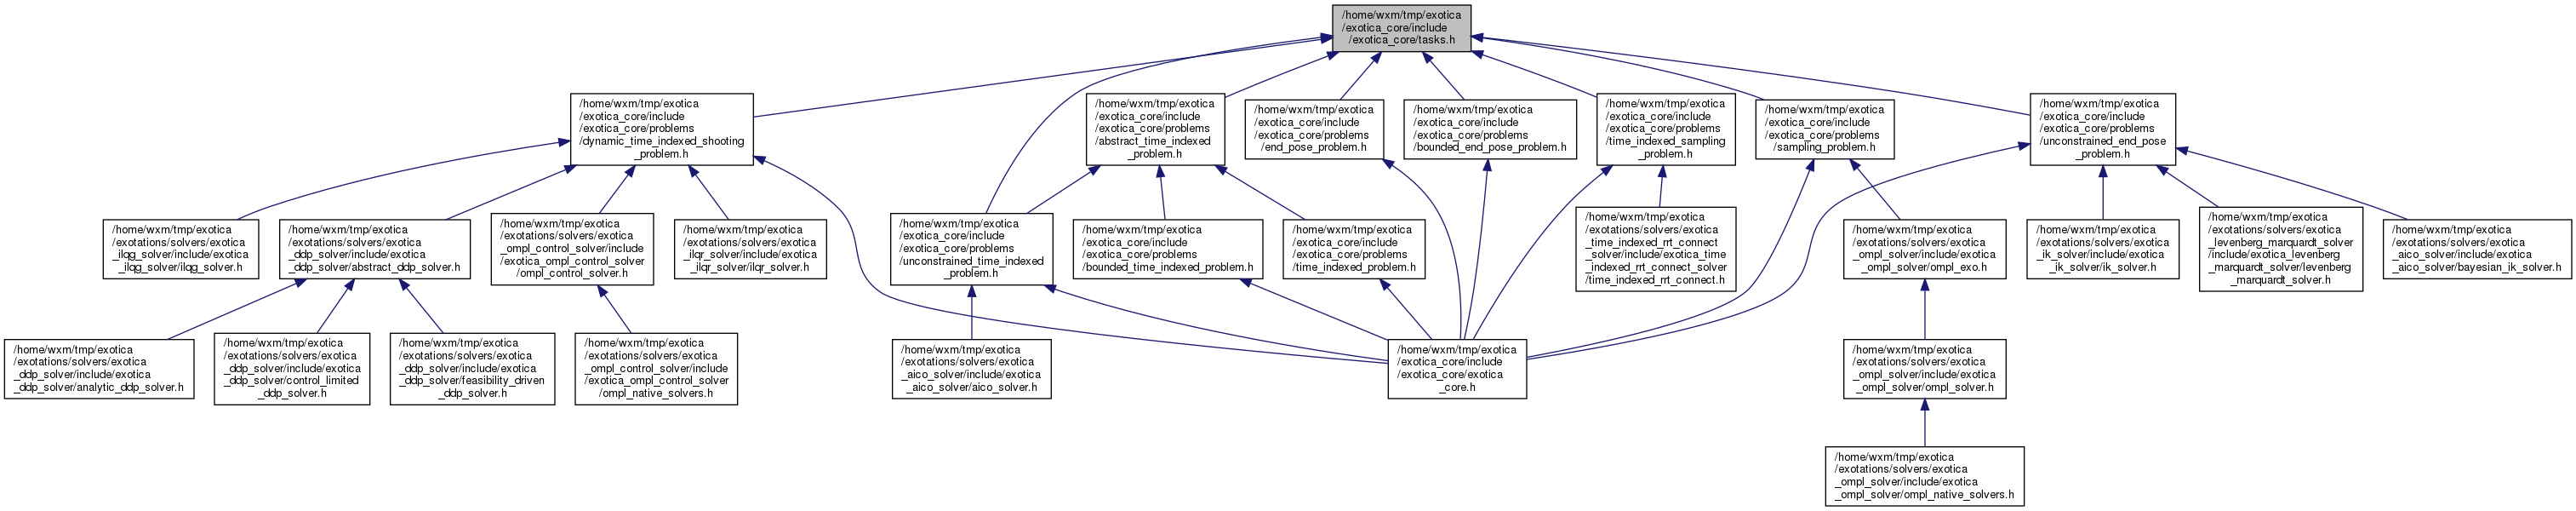 /home/wxm/tmp/exotica
/exotica_core/include
/exotica_core/tasks.h
/home/wxm/tmp/exotica
/exotica_core/include
/exotica_core/problems
/dynamic_time_indexed_shooting
_problem.h
/home/wxm/tmp/exotica
/exotica_core/include
/exotica_core/problems
/abstract_time_indexed
_problem.h
/home/wxm/tmp/exotica
/exotica_core/include
/exotica_core/problems
/end_pose_problem.h
/home/wxm/tmp/exotica
/exotica_core/include
/exotica_core/problems
/bounded_end_pose_problem.h
/home/wxm/tmp/exotica
/exotica_core/include
/exotica_core/problems
/time_indexed_sampling
_problem.h
/home/wxm/tmp/exotica
/exotica_core/include
/exotica_core/problems
/sampling_problem.h
/home/wxm/tmp/exotica
/exotica_core/include
/exotica_core/problems
/unconstrained_end_pose
_problem.h
/home/wxm/tmp/exotica
/exotations/solvers/exotica
_ilqg_solver/include/exotica
_ilqg_solver/ilqg_solver.h
/home/wxm/tmp/exotica
/exotations/solvers/exotica
_ddp_solver/include/exotica
_ddp_solver/abstract_ddp_solver.h
/home/wxm/tmp/exotica
/exotations/solvers/exotica
_ompl_control_solver/include
/exotica_ompl_control_solver
/ompl_control_solver.h
/home/wxm/tmp/exotica
/exotations/solvers/exotica
_ilqr_solver/include/exotica
_ilqr_solver/ilqr_solver.h
/home/wxm/tmp/exotica
/exotica_core/include
/exotica_core/problems
/unconstrained_time_indexed
_problem.h
/home/wxm/tmp/exotica
/exotica_core/include
/exotica_core/problems
/bounded_time_indexed_problem.h
/home/wxm/tmp/exotica
/exotica_core/include
/exotica_core/problems
/time_indexed_problem.h
/home/wxm/tmp/exotica
/exotations/solvers/exotica
_time_indexed_rrt_connect
_solver/include/exotica_time
_indexed_rrt_connect_solver
/time_indexed_rrt_connect.h
/home/wxm/tmp/exotica
/exotations/solvers/exotica
_ompl_solver/include/exotica
_ompl_solver/ompl_exo.h
/home/wxm/tmp/exotica
/exotations/solvers/exotica
_ik_solver/include/exotica
_ik_solver/ik_solver.h
/home/wxm/tmp/exotica
/exotations/solvers/exotica
_levenberg_marquardt_solver
/include/exotica_levenberg
_marquardt_solver/levenberg
_marquardt_solver.h
/home/wxm/tmp/exotica
/exotations/solvers/exotica
_aico_solver/include/exotica
_aico_solver/bayesian_ik_solver.h
/home/wxm/tmp/exotica
/exotations/solvers/exotica
_ddp_solver/include/exotica
_ddp_solver/analytic_ddp_solver.h
/home/wxm/tmp/exotica
/exotations/solvers/exotica
_ddp_solver/include/exotica
_ddp_solver/control_limited
_ddp_solver.h
/home/wxm/tmp/exotica
/exotations/solvers/exotica
_ddp_solver/include/exotica
_ddp_solver/feasibility_driven
_ddp_solver.h
/home/wxm/tmp/exotica
/exotations/solvers/exotica
_ompl_control_solver/include
/exotica_ompl_control_solver
/ompl_native_solvers.h
/home/wxm/tmp/exotica
/exotations/solvers/exotica
_aico_solver/include/exotica
_aico_solver/aico_solver.h
/home/wxm/tmp/exotica
/exotica_core/include
/exotica_core/exotica
_core.h
/home/wxm/tmp/exotica
/exotations/solvers/exotica
_ompl_solver/include/exotica
_ompl_solver/ompl_solver.h
/home/wxm/tmp/exotica
/exotations/solvers/exotica
_ompl_solver/include/exotica
_ompl_solver/ompl_native_solvers.h